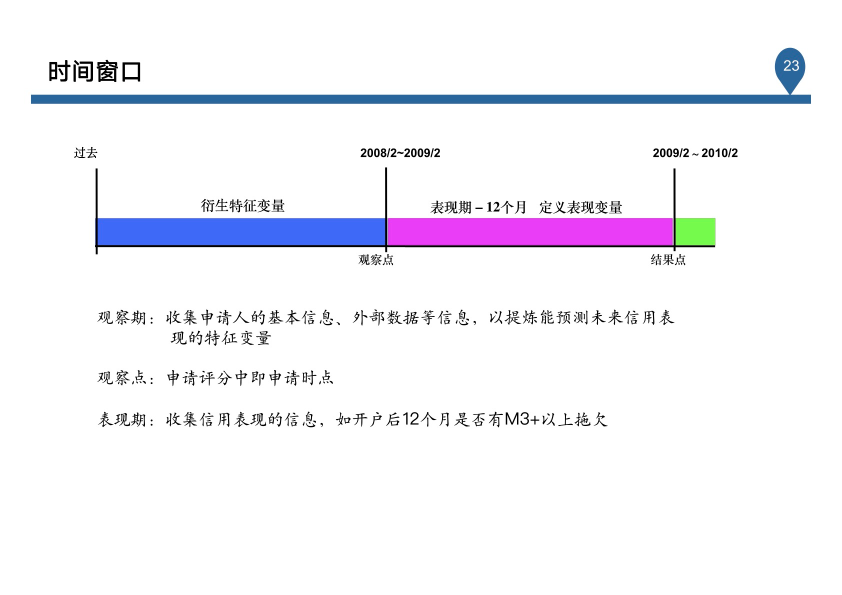 时间窗口
23
过去
2008/2~2009/2
2009/2 ~ 2010/2
衍生特征变量
表现期 – 12个月 定义表现变量
观察点
结果点
观察期：收集申请人的基本信息、外部数据等信息，以提炼能预测未来信用表
现的特征变量
观察点：申请评分中即申请时点
表现期：收集信用表现的信息，如开户后12个月是否有M3+以上拖欠